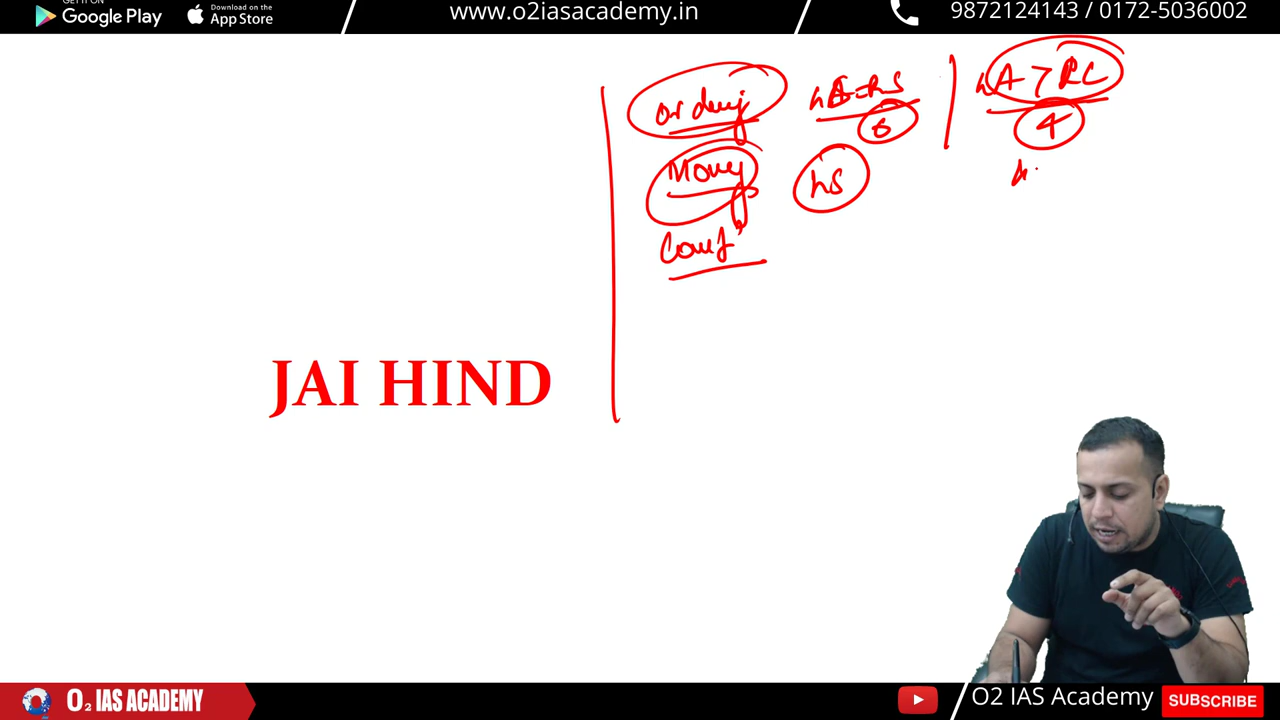 GET IT ON
Google Play
Download on the
App Store
www.o2iasacademy.in
9872124143 / 0172-5036002
6
4
Money
hS
JAI HIND
O2 IAS ACADEMY
O2 IAS Academy
SUBSCRIBE